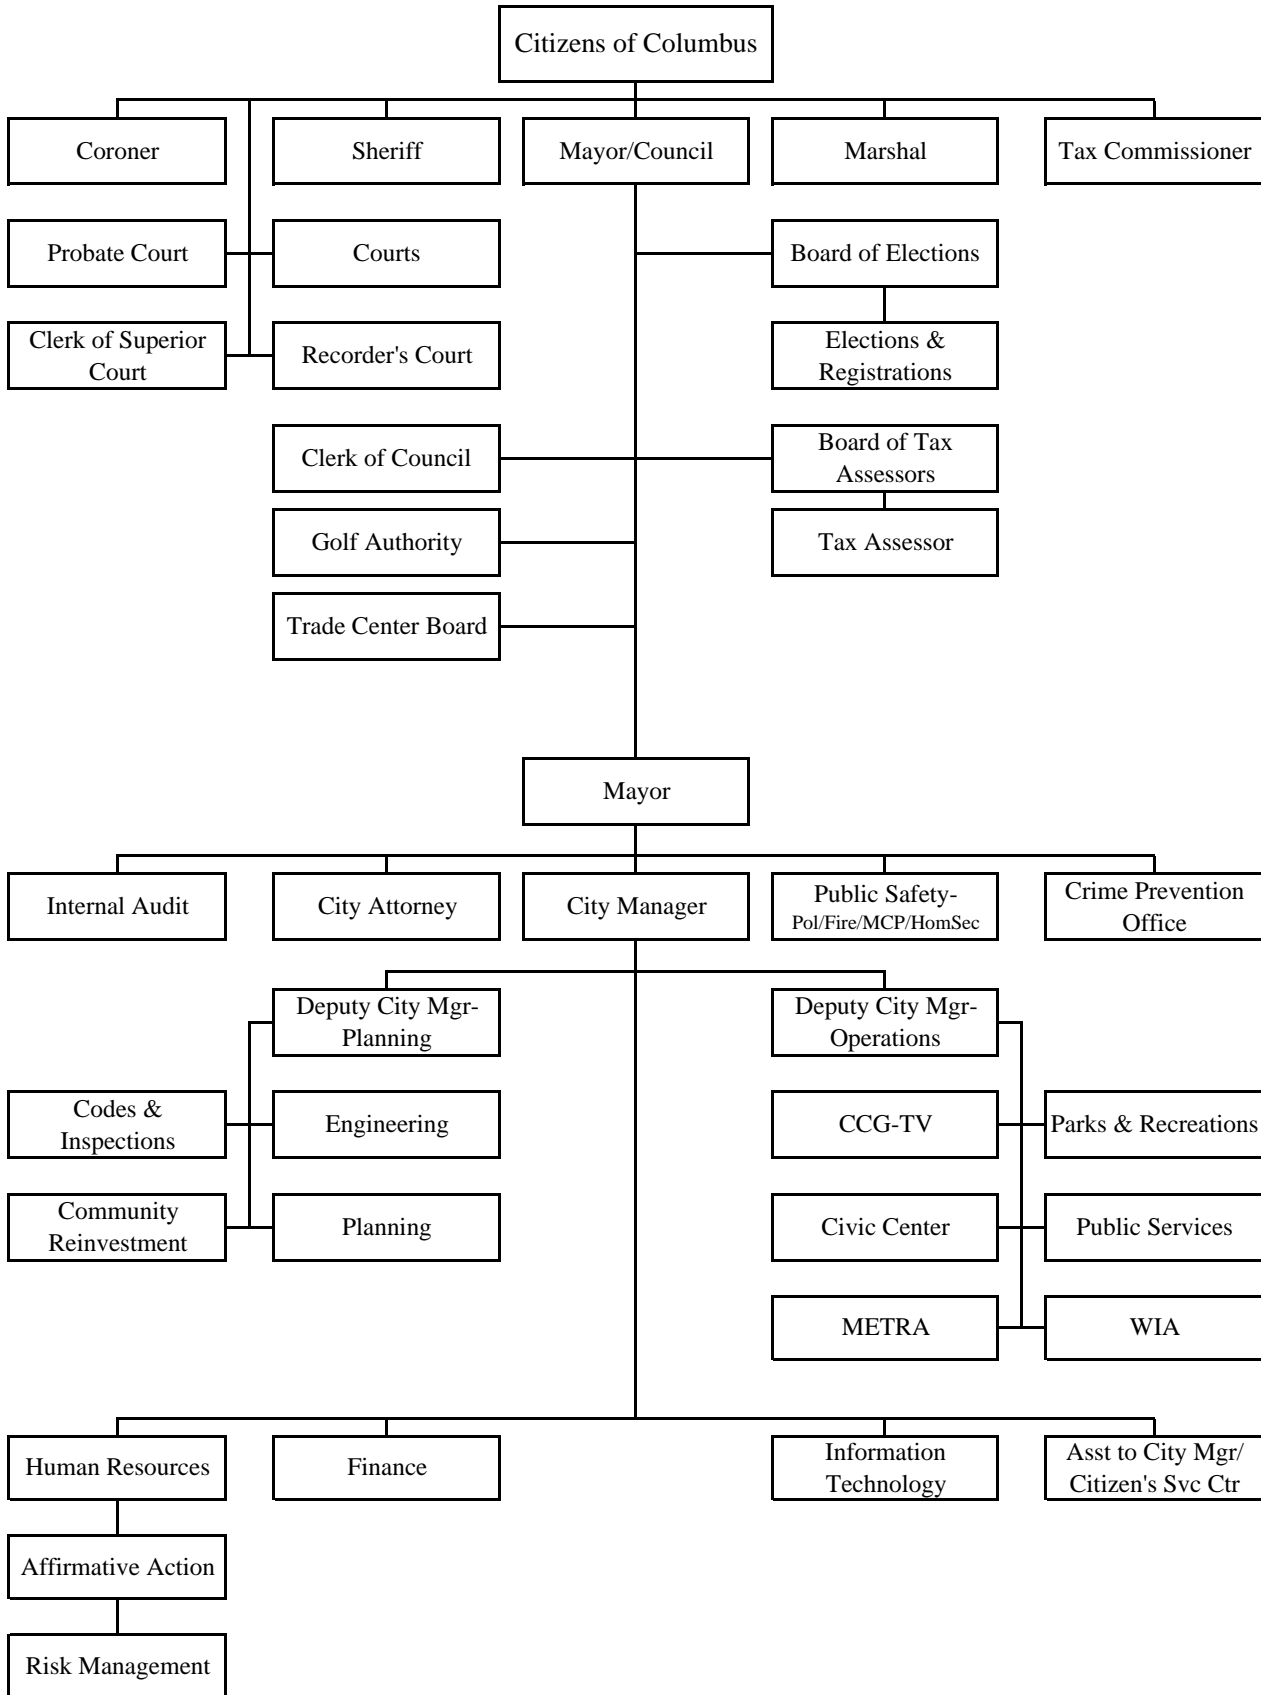 Citizens of Columbus
Coroner
Sheriff
Mayor/Council
Marshal
Tax Commissioner
Probate Court
Courts
Board of Elections
Clerk of Superior
Court
Recorder's Court
Elections &
Registrations
Clerk of Council
Board of Tax
Assessors
Golf Authority
Tax Assessor
Trade Center Board
Mayor
Internal Audit
City Attorney
City Manager
Public Safety-
Pol/Fire/MCP/HomSec
Crime Prevention
Office
Deputy City Mgr-
Planning
Deputy City Mgr-
Operations
Codes &
Inspections
Engineering
CCG-TV
Parks & Recreations
Community
Reinvestment
Planning
Civic Center
Public Services
METRA
WIA
Human Resources
Finance
Information
Technology
Asst to City Mgr/
Citizen's Svc Ctr
Affirmative Action
Risk Management